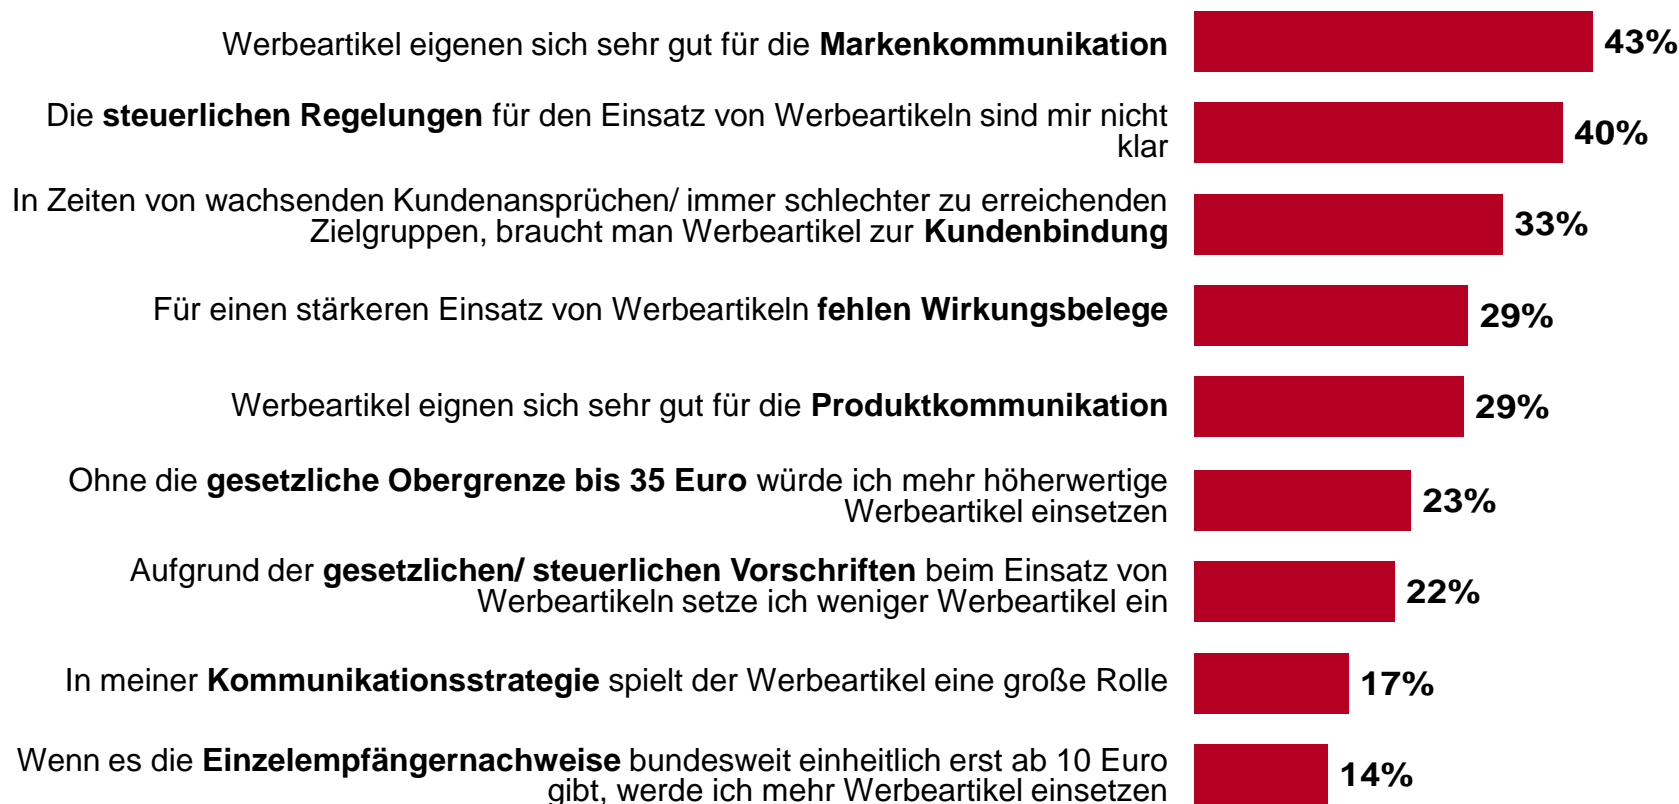 Werbeartikel eigenen sich sehr gut für die Markenkommunikation
43%
Die steuerlichen Regelungen für den Einsatz von Werbeartikeln sind mir nicht
klar
40%
In Zeiten von wachsenden Kundenansprüchen/ immer schlechter zu erreichenden
Zielgruppen, braucht man Werbeartikel zur Kundenbindung
33%
Für einen stärkeren Einsatz von Werbeartikeln fehlen Wirkungsbelege
29%
Werbeartikel eignen sich sehr gut für die Produktkommunikation
29%
Ohne die gesetzliche Obergrenze bis 35 Euro würde ich mehr höherwertige
Werbeartikel einsetzen
23%
Aufgrund der gesetzlichen/ steuerlichen Vorschriften beim Einsatz von
Werbeartikeln setze ich weniger Werbeartikel ein
22%
In meiner Kommunikationsstrategie spielt der Werbeartikel eine große Rolle
17%
Wenn es die Einzelempfängernachweise bundesweit einheitlich erst ab 10 Euro
gibt, werde ich mehr Werbeartikel einsetzen
14%